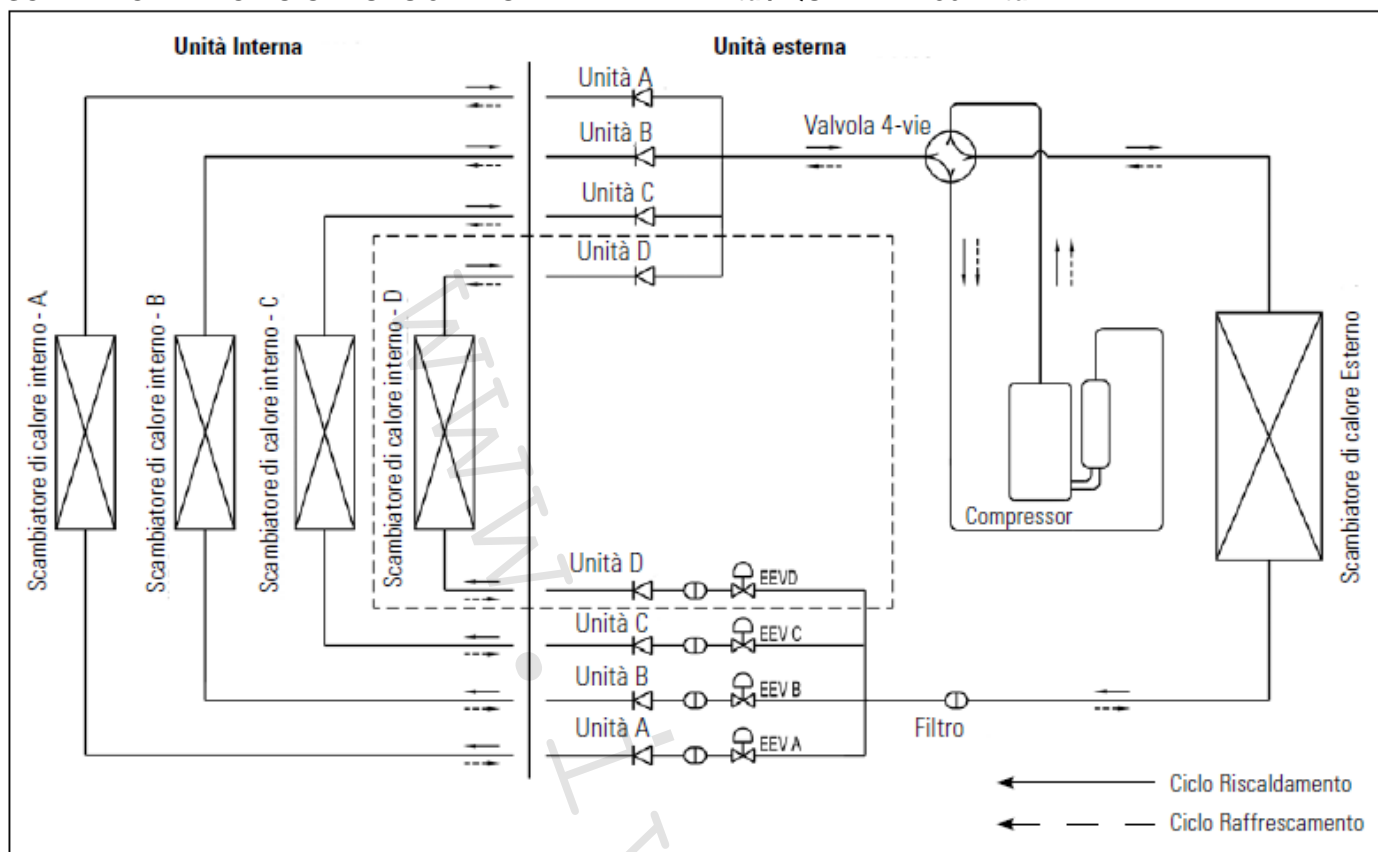 Unità Interna
Unità esterna
Unità A
Unità B
Valvola 4-vie
Unità C
Unità D
Scambiatore di calore interno - A
Scambiatore di calore interno - B
Scambiatore di calore interno - C
Scambiatore di calore interno - D
Compressor
Scambiatore di calore Esterno
Unità D
EEVD
Unità C
EEV C
Unità B
EEV B
Filtro
Unità A
EEV A
Ciclo Riscaldamento
Ciclo Raffrescamento
www.i